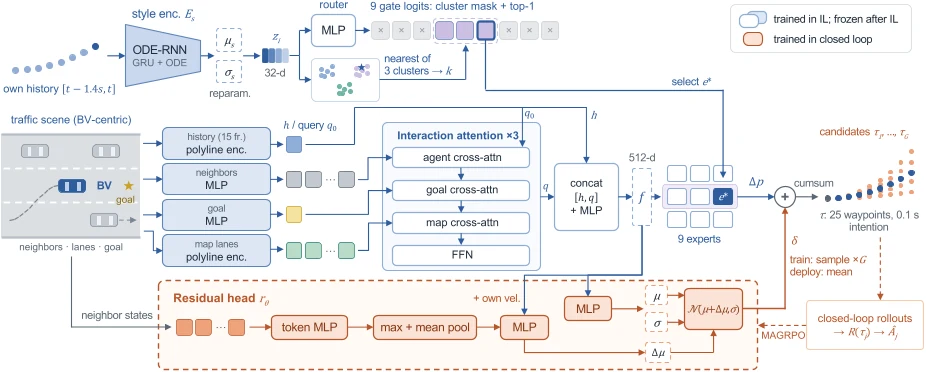 style enc. E_s
router
9 gate logits: cluster mask + top-1
trained in IL; frozen after IL
trained in closed loop
ODE-RNN
GRU + ODE
μ_s
σ_s
reparam.
z_i
32-d
MLP
× × × × × ×
nearest of
3 clusters → k
own history [t − 1.4s, t]
select e*
traffic scene (BV-centric)
BV
goal
neighbors · lanes · goal
history (15 fr.)
polyline enc.
neighbors
MLP
goal
MLP
map lanes
polyline enc.
h / query q_0
...
...
Interaction attention ×3
q_0
agent cross-attn
goal cross-attn
map cross-attn
FFN
h
q
concat
[h, q]
+ MLP
512-d
f
e*
9 experts
Δp
+
cumsum
candidates τ_1, ..., τ_G
τ: 25 waypoints, 0.1 s
intention
δ
train: sample ×G
deploy: mean
Residual head r_θ
neighbor states
...
token MLP
max + mean pool
+ own vel.
MLP
MLP
μ
σ
Δμ
𝒩(μ+Δμ,σ)
MAGRPO
closed-loop rollouts
→ R(τ_j) → Â_j